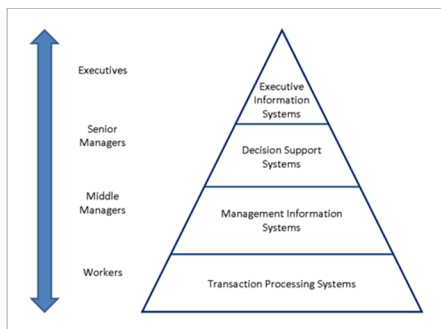 Executives
Executive
Information
Systems
Senior
Managers
Decision Support
Systems
Middle
Managers
Management Information
Systems
Workers
Transaction Processing Systems